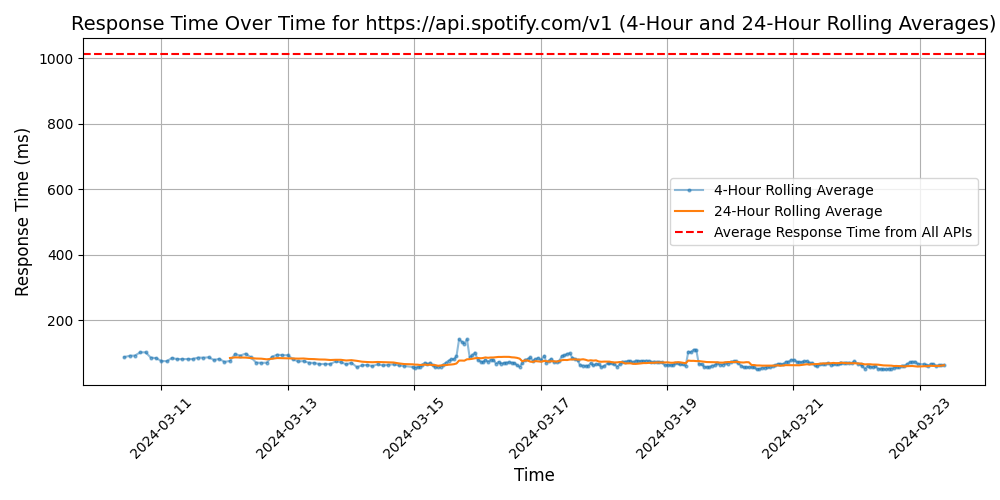 Response Time Over Time for https://api.spotify.com/v1 (4-Hour and 24-Hour Rolling Averages)
Response Time (ms)
1000
800
600
400
200
4-Hour Rolling Average
24-Hour Rolling Average
Average Response Time from All APIs
2024-03-11
2024-03-13
2024-03-15
2024-03-17
2024-03-19
2024-03-21
2024-03-23
Time